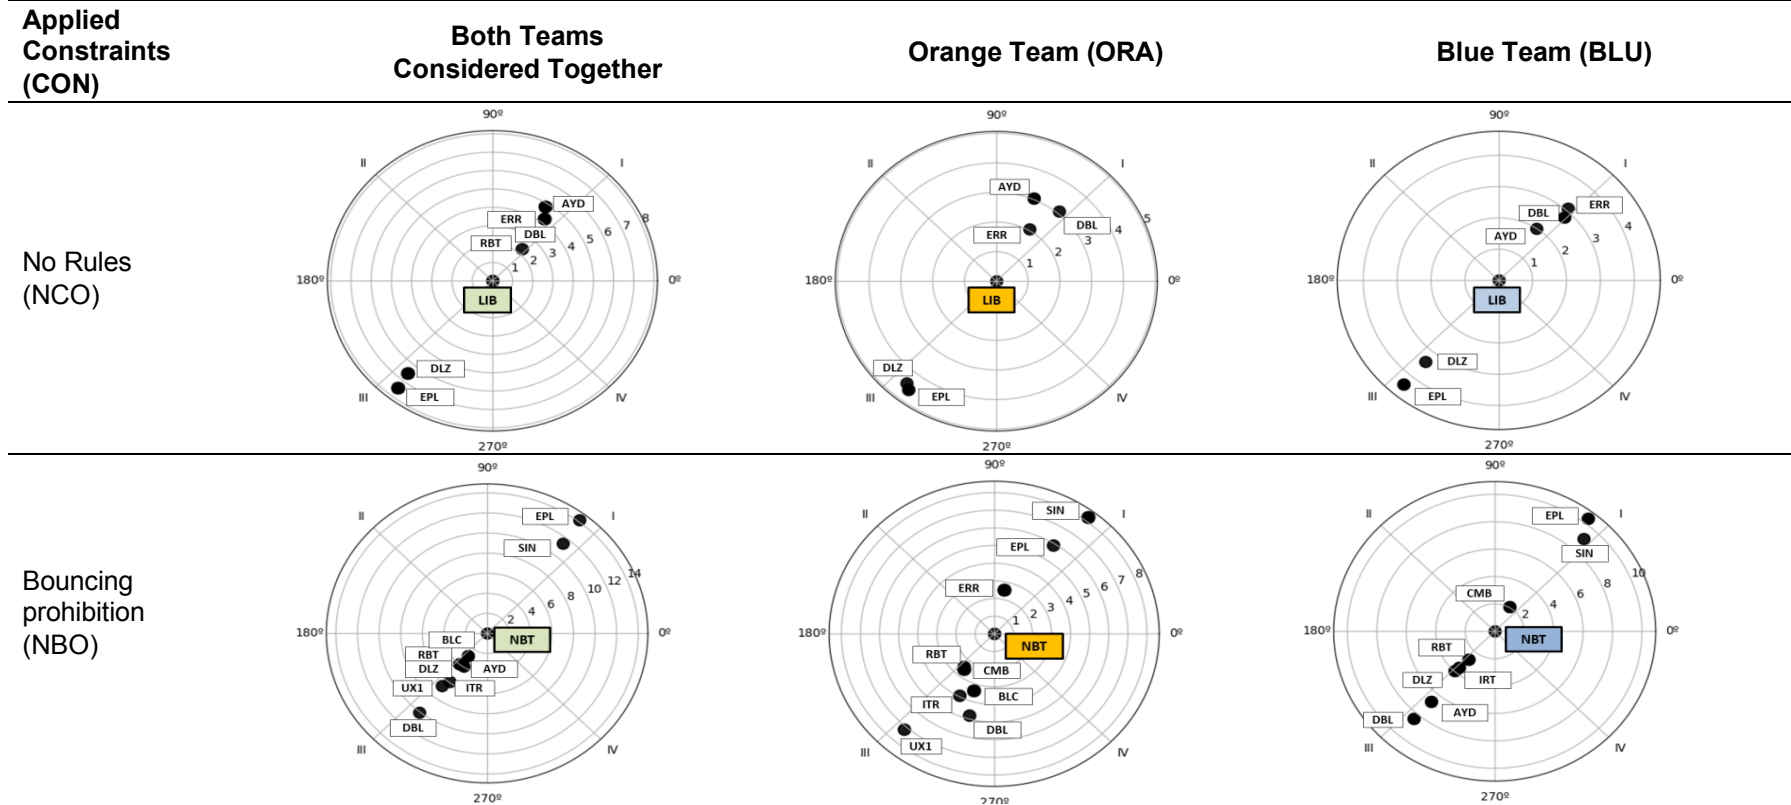 Applied
Constraints
(CON)
Both Teams
Considered Together
Orange Team (ORA)
Blue Team (BLU)
No Rules
(NCO)
90º
II
I
AYD
ERR
8
7
DBL
6
RBT
5
4
3
2
1
180º
0º
LIB
DLZ
EPL
III
IV
270º
90º
II
I
AYD
5
DBL
4
ERR
3
2
1
180º
0º
LIB
DLZ
EPL
III
IV
270º
90º
II
I
ERR
DBL
4
AYD
3
2
1
180º
0º
LIB
DLZ
EPL
III
IV
270º
Bouncing
prohibition
(NBO)
90º
EPL
II
I
SIN
14
12
10
8
6
4
2
BLC
180º
0º
NBT
RBT
DLZ
AYD
UX1
ITR
DBL
III
IV
270º
90º
SIN
II
I
EPL
8
7
ERR
6
5
4
3
2
1
180º
0º
NBT
RBT
CMB
BLC
ITR
DBL
UX1
III
IV
270º
90º
EPL
II
I
SIN
10
8
CMB
6
4
2
180º
0º
NBT
RBT
DLZ
IRT
AYD
DBL
III
IV
270º